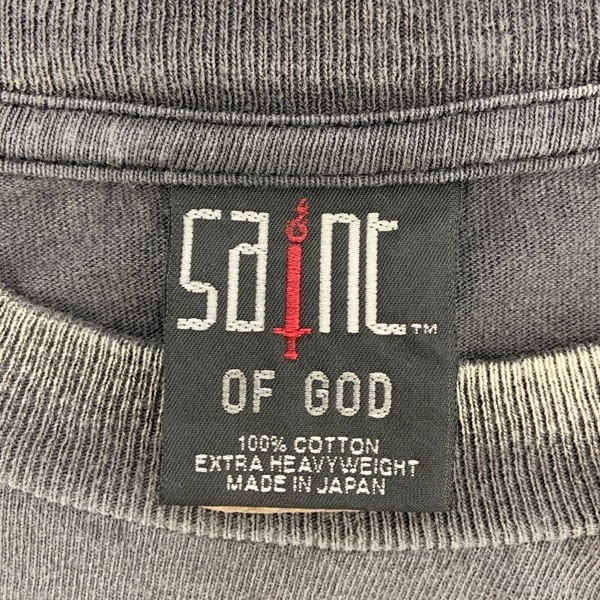 saint™
OF GOD
100% COTTON
EXTRA HEAVYWEIGHT
MADE IN JAPAN